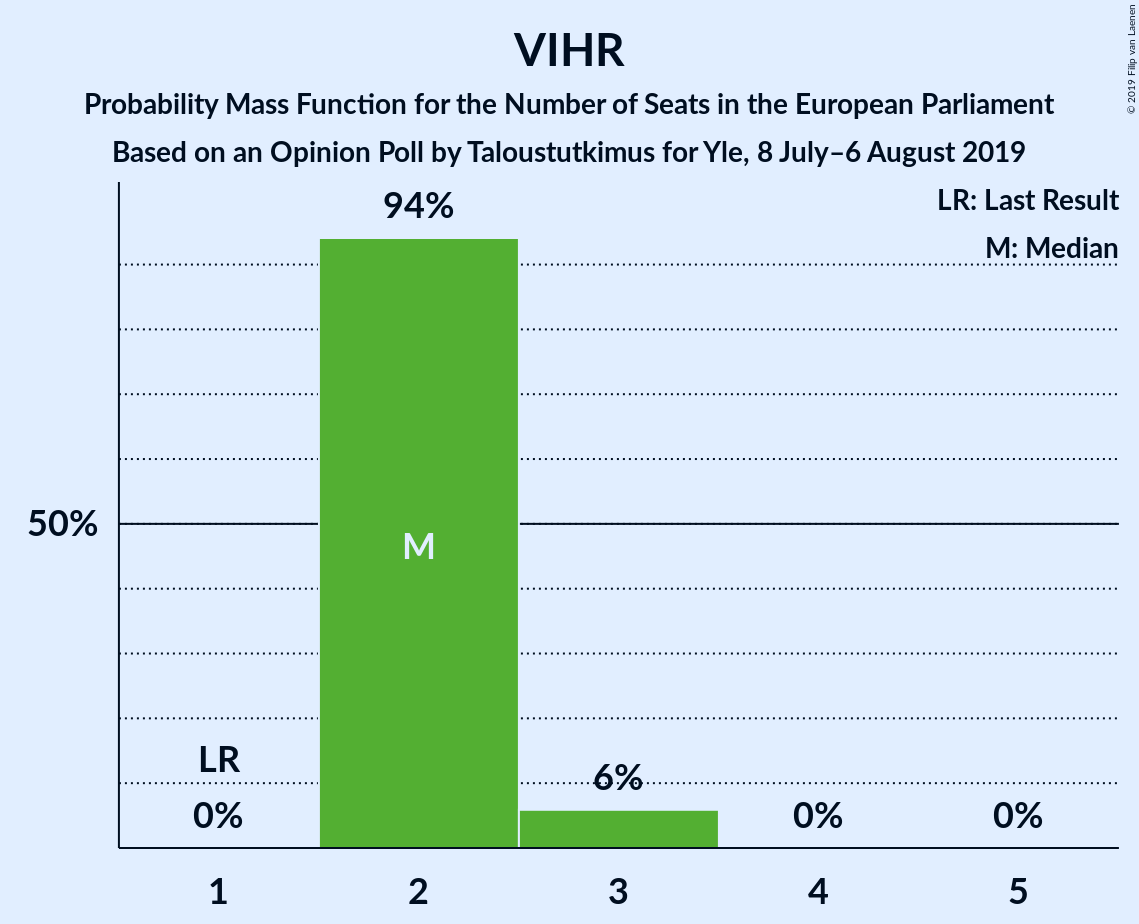 VIHR
Probability Mass Function for the Number of Seats in the European Parliament
Based on an Opinion Poll by Taloustutkimus for Yle, 8 July–6 August 2019
© 2019 Filip van Laenen
LR: Last Result
M: Median
94%
50%
M
LR
0%
6%
0%
0%
1 2 3 4 5